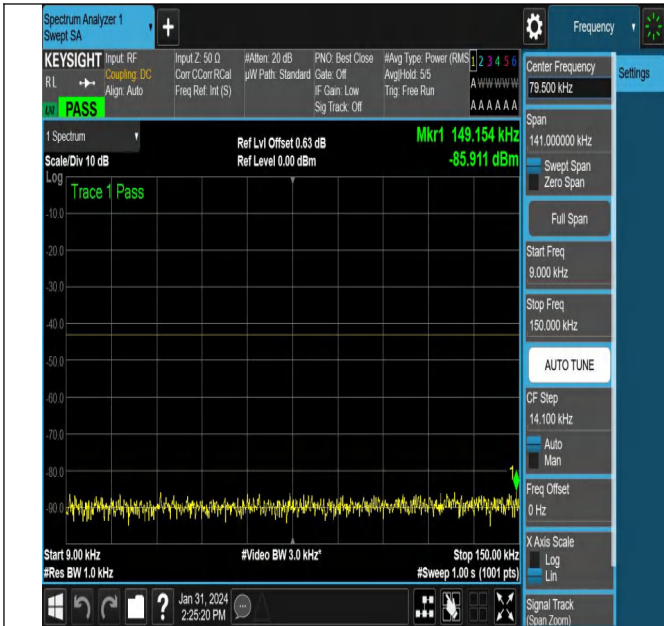 Spectrum Analyzer 1
Swept SA
Frequency
KEYSIGHT
RL
LXI
PASS
Input: RF
Coupling: DC
Align: Auto
Input Z: 50 Ω
Corr CCorr RCal
Freq Ref: Int (S)
#Atten: 20 dB
µW Path: Standard
PNO: Best Close
Gate: Off
IF Gain: Low
Sig Track: Off
#Avg Type: Power (RMS
Avg|Hold: 5/5
Trig: Free Run
1 2 3 4 5 6
A W W W W W
A A A A A A
Center Frequency
79.500 kHz
Settings
Span
141.000000 kHz
Swept Span
Zero Span
Full Span
Start Freq
9.000 kHz
Stop Freq
150.000 kHz
AUTO TUNE
CF Step
14.100 kHz
Auto
Man
Freq Offset
0 Hz
X Axis Scale
Log
Lin
Signal Track
(Span Zoom)
1 Spectrum
Scale/Div 10 dB
Log
Ref Lvl Offset 0.63 dB
Ref Level 0.00 dBm
Mkr1 149.154 kHz
-85.911 dBm
Trace 1 Pass
-10.0
-20.0
-30.0
-40.0
-50.0
-60.0
-70.0
-80.0
-90.0
1
Start 9.00 kHz
#Res BW 1.0 kHz
#Video BW 3.0 kHz*
Stop 150.00 kHz
#Sweep 1.00 s (1001 pts)
Jan 31, 2024
2:25:20 PM